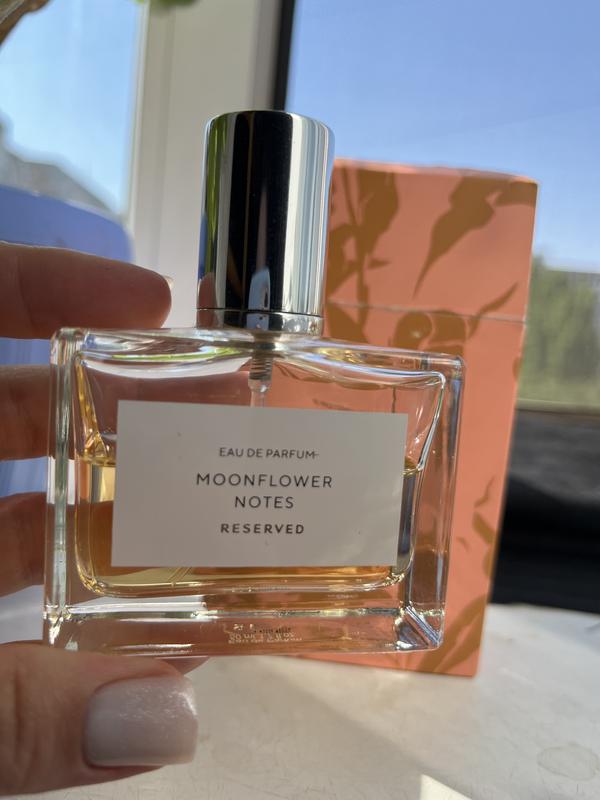 EAU DE PARFUM
MOONFLOWER
NOTES
RESERVED